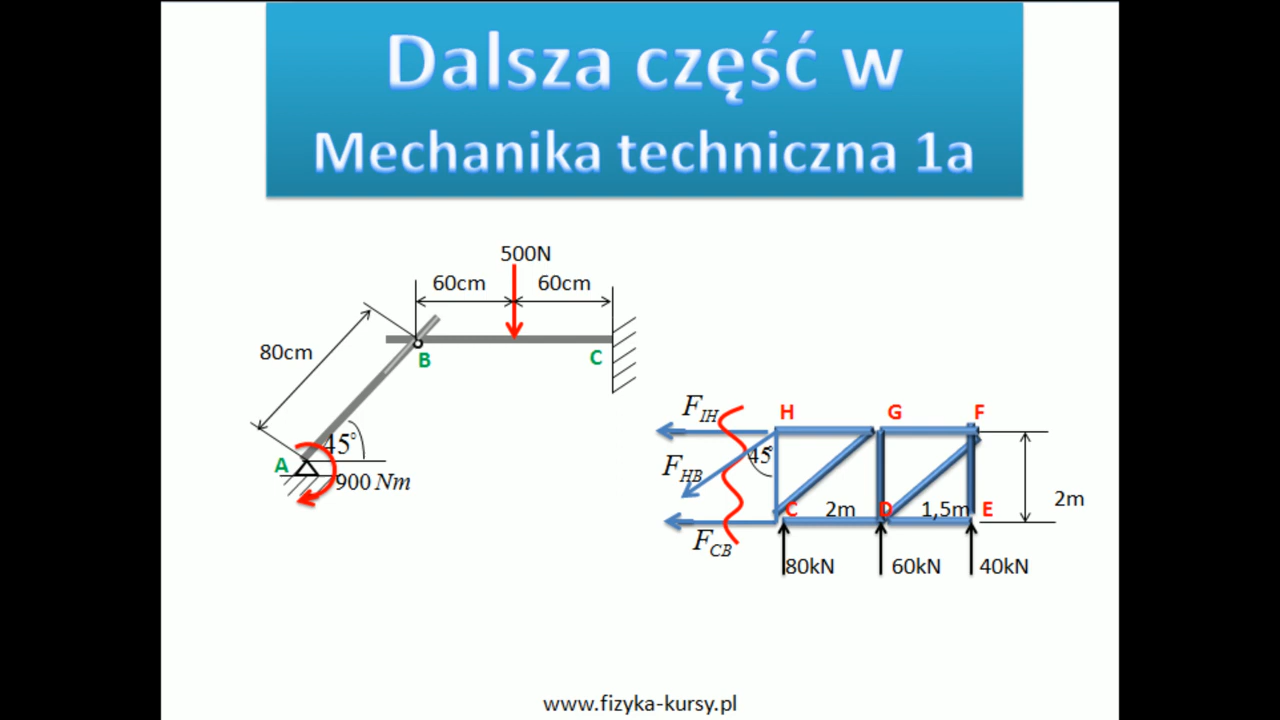 Dalsza część w
Mechanika techniczna 1a
500N
60cm 60cm
80cm
B C
45°
A
900 Nm
F_IH H G F
F_HB 45°
C 2m D 1,5m E 2m
F_CB
80kN 60kN 40kN
www.fizyka-kursy.pl